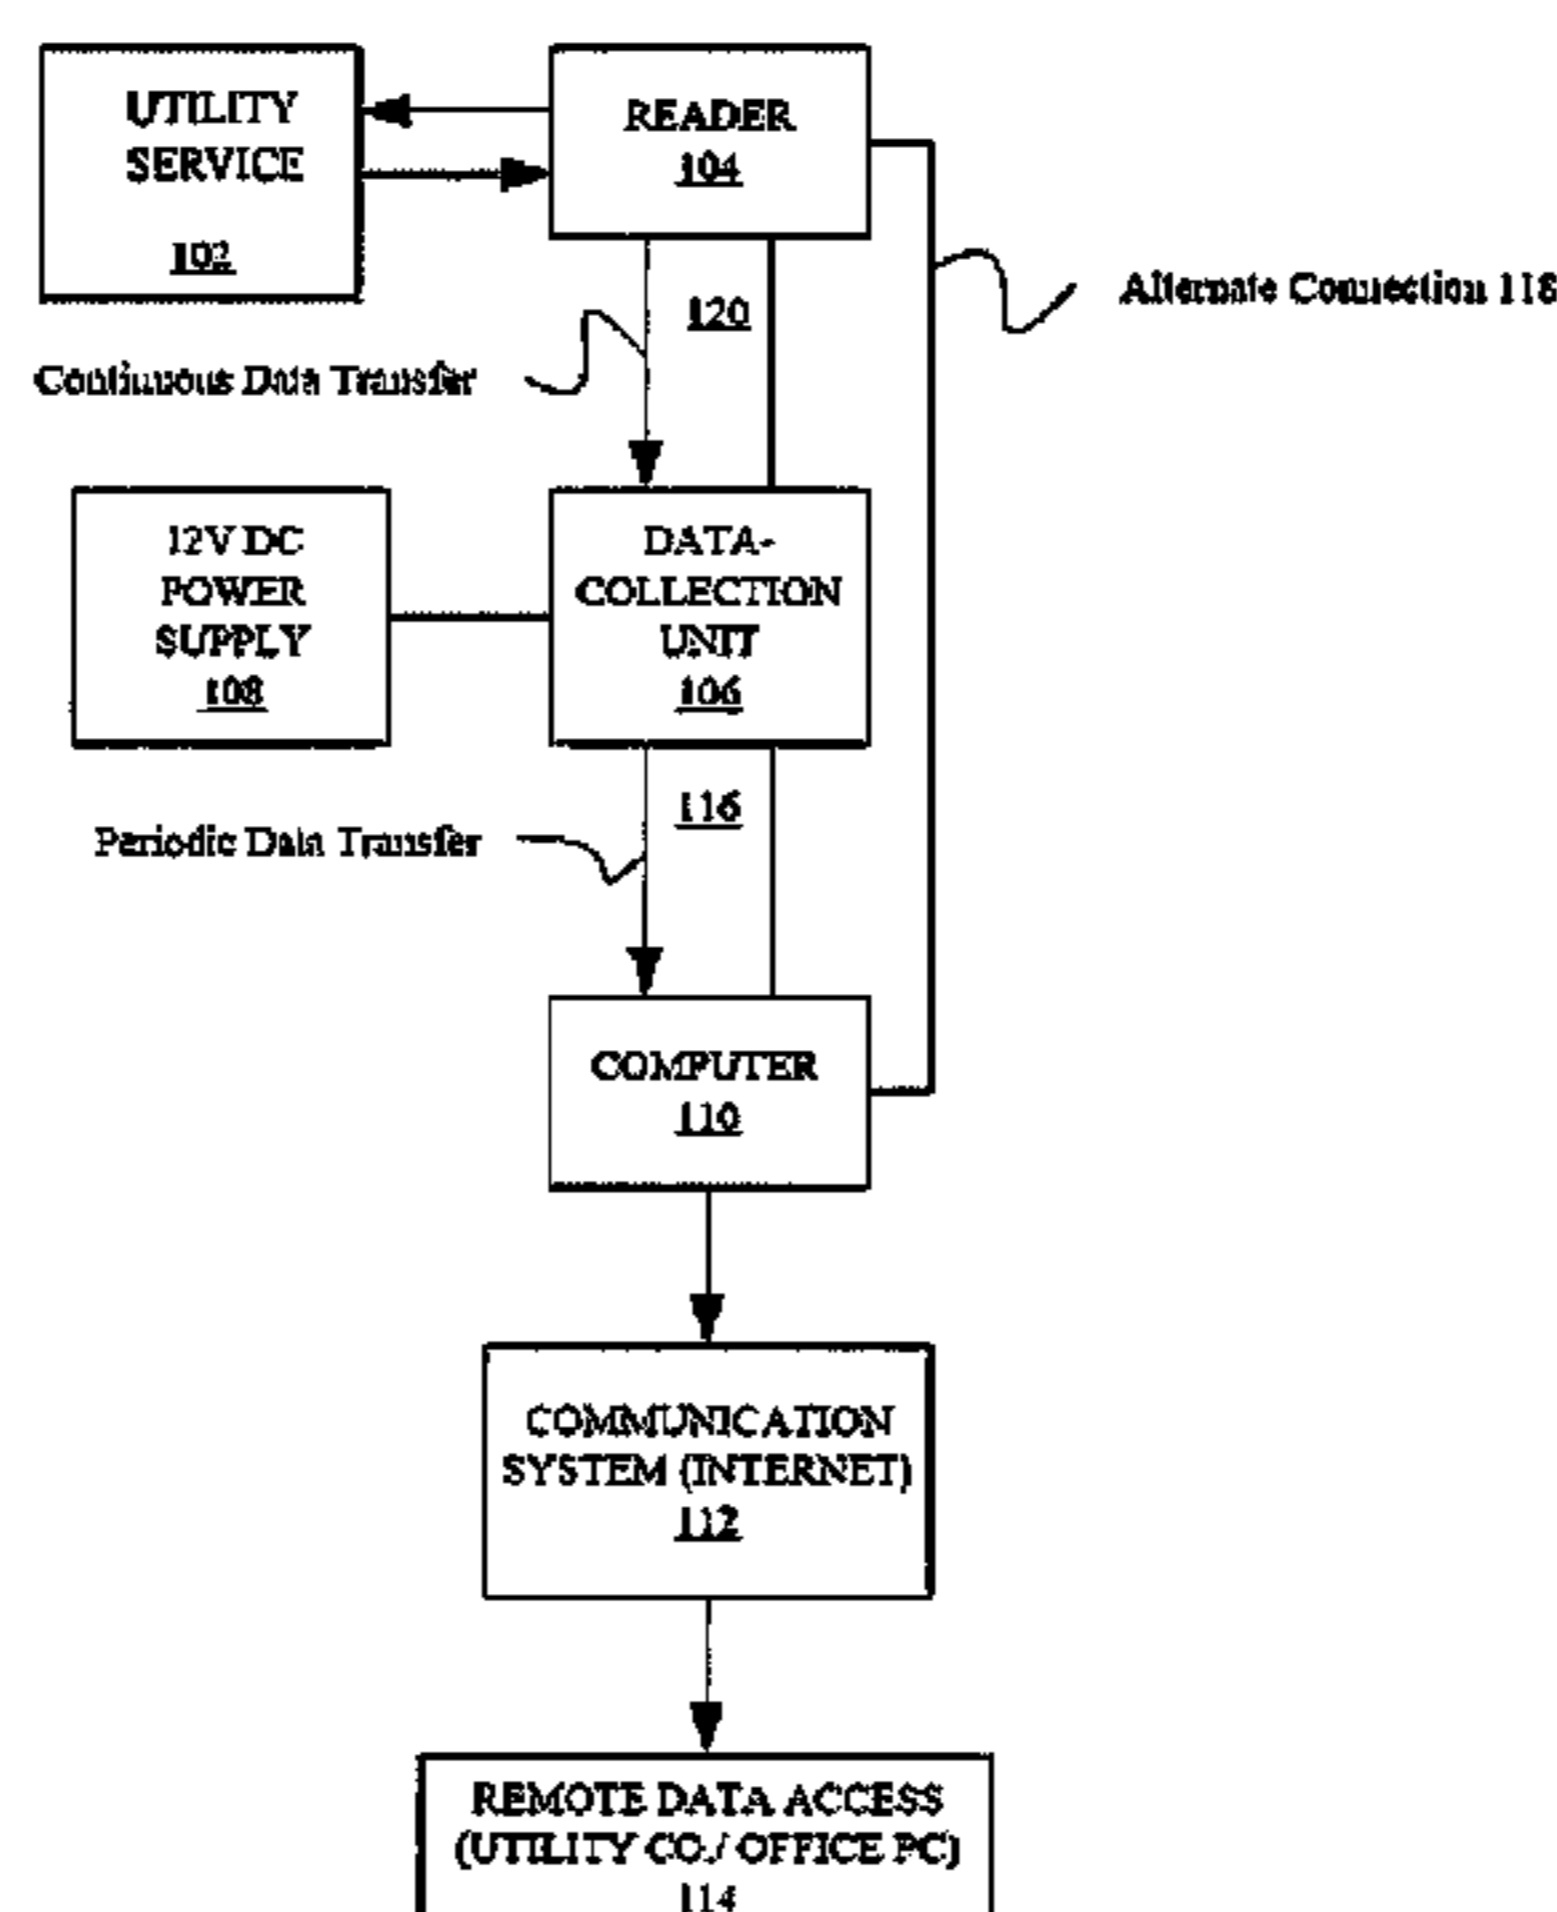 UTILITY
SERVICE
102
READER
104
120
Alternate Connection 118
Continuous Data Transfer
12V DC
POWER
SUPPLY
108
DATA-
COLLECTION
UNIT
106
116
Periodic Data Transfer
COMPUTER
110
COMMUNICATION
SYSTEM (INTERNET)
112
REMOTE DATA ACCESS
(UTILITY CO./ OFFICE PC)
114